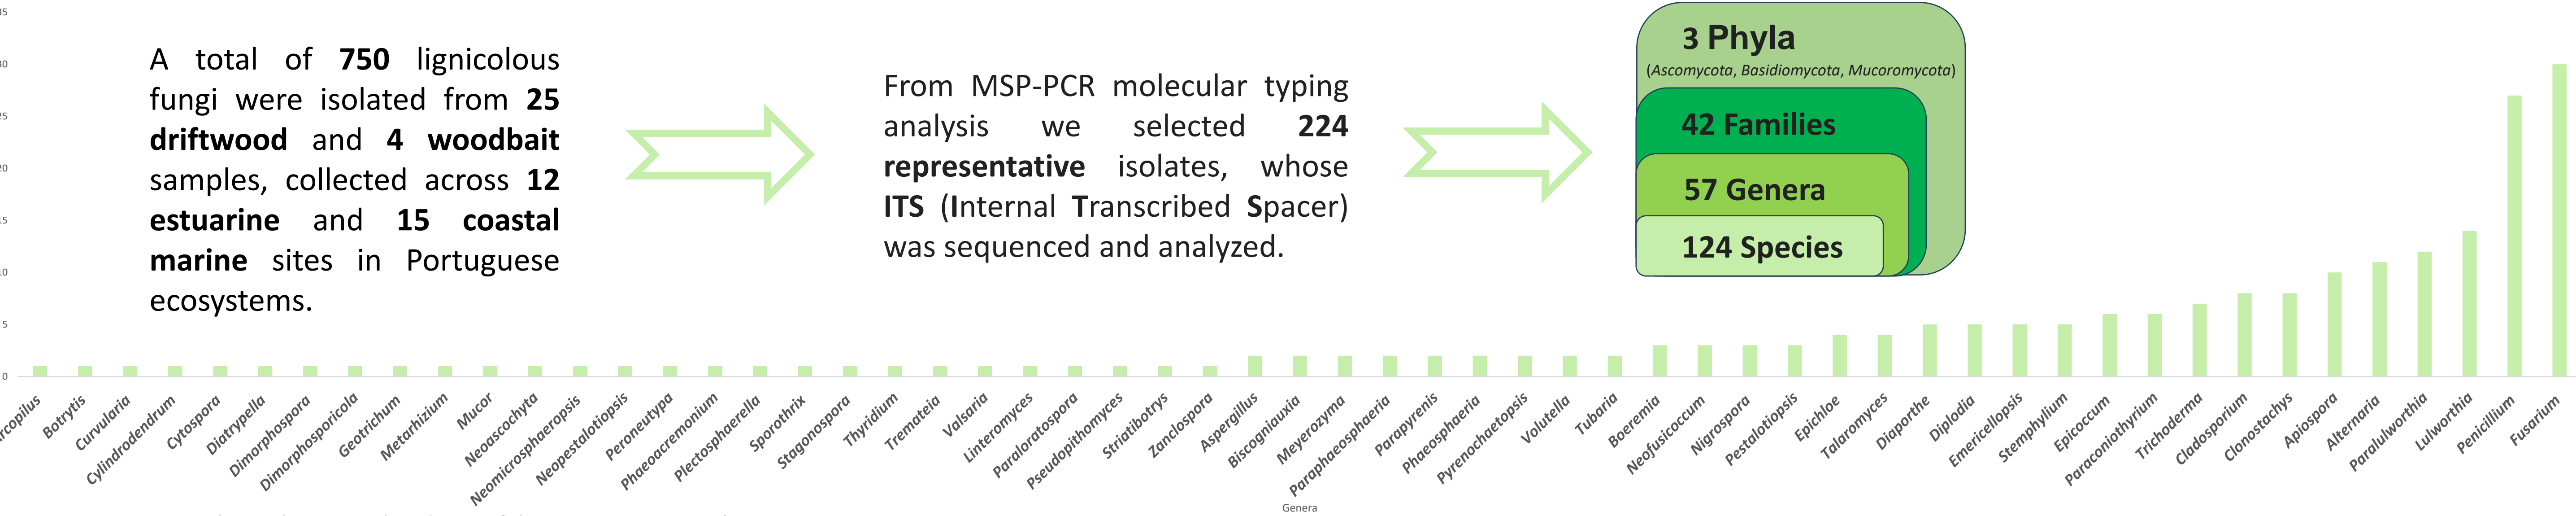 A total of 750 lignicolous
fungi were isolated from 25
driftwood and 4 woodbait
samples, collected across 12
estuarine and 15 coastal
marine sites in Portuguese
ecosystems.
From MSP-PCR molecular typing
analysis we selected 224
representative isolates, whose
ITS (Internal Transcribed Spacer)
was sequenced and analyzed.
3 Phyla
(Ascomycota, Basidiomycota, Mucoromycota)
42 Families
57 Genera
124 Species
35
30
25
20
15
10
5
0
Botrytis
Curvularia
Cylindrodendrum
Cytospora
Diatrypella
Dimorphospora
Dimorphosporicola
Geotrichum
Metarhizium
Mucor
Neoascochyta
Neomicrosphaeropsis
Neopestalotiopsis
Peroneutypa
Phaeoacremonium
Plectosphaerella
Sporothrix
Stagonospora
Thyridium
Tremateia
Valsaria
Linteromyces
Paraloratospora
Pseudopithomyces
Striatibotrys
Zanclospora
Aspergillus
Biscogniauxia
Meyerozyma
Paraphaeosphaeria
Parapyrenis
Phaeosphaeria
Pyrenochaetopsis
Volutella
Tubaria
Boeremia
Neofusicoccum
Nigrospora
Pestalotiopsis
Epichloe
Talaromyces
Diaporthe
Diplodia
Emericellopsis
Stemphylium
Epicoccum
Paraconiothyrium
Trichoderma
Cladosporium
Clonostachys
Apiospora
Alternaria
Paralulworthia
Lulworthia
Penicillium
Fusarium
Genera